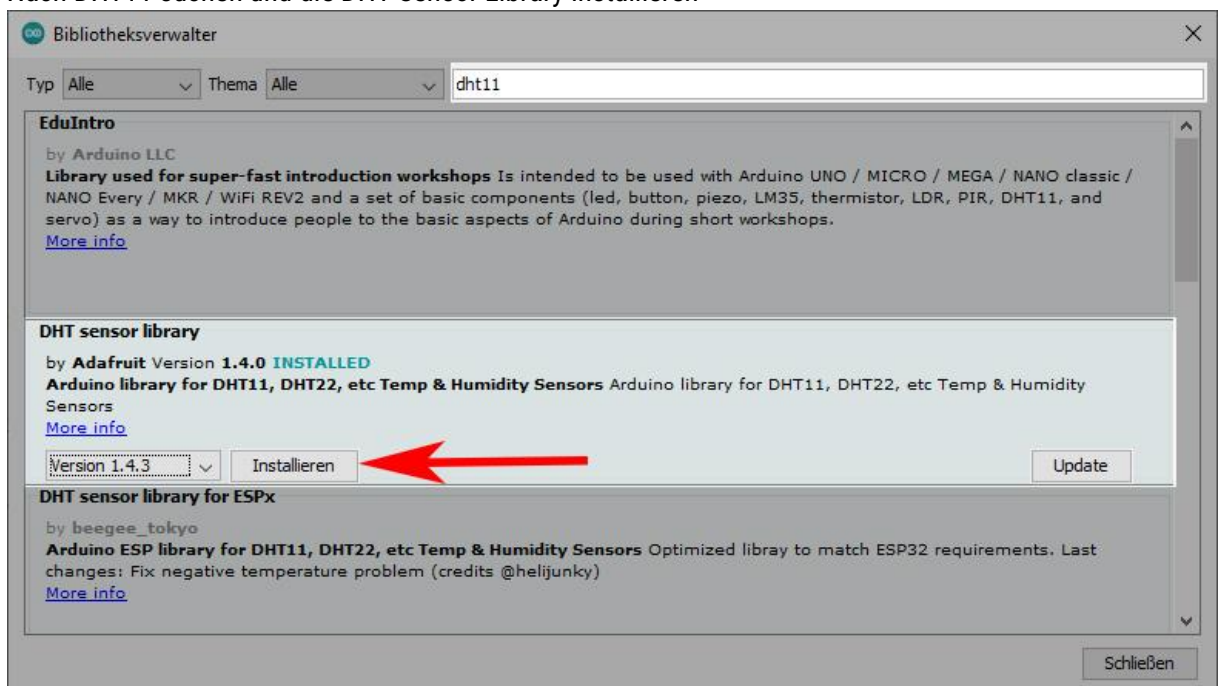 Bibliotheksverwalter
Typ Alle Thema Alle dht11
EduIntro
by Arduino LLC
Library used for super-fast introduction workshops Is intended to be used with Arduino UNO / MICRO / MEGA / NANO classic /
NANO Every / MKR / WiFi REV2 and a set of basic components (led, button, piezo, LM35, thermistor, LDR, PIR, DHT11, and
servo) as a way to introduce people to the basic aspects of Arduino during short workshops.
More info
DHT sensor library
by Adafruit Version 1.4.0 INSTALLED
Arduino library for DHT11, DHT22, etc Temp & Humidity Sensors Arduino library for DHT11, DHT22, etc Temp & Humidity
Sensors
More info
Version 1.4.3 Installieren Update
DHT sensor library for ESPx
by beegee_tokyo
Arduino ESP library for DHT11, DHT22, etc Temp & Humidity Sensors Optimized libray to match ESP32 requirements. Last
changes: Fix negative temperature problem (credits @helijunky)
More info
Schließen